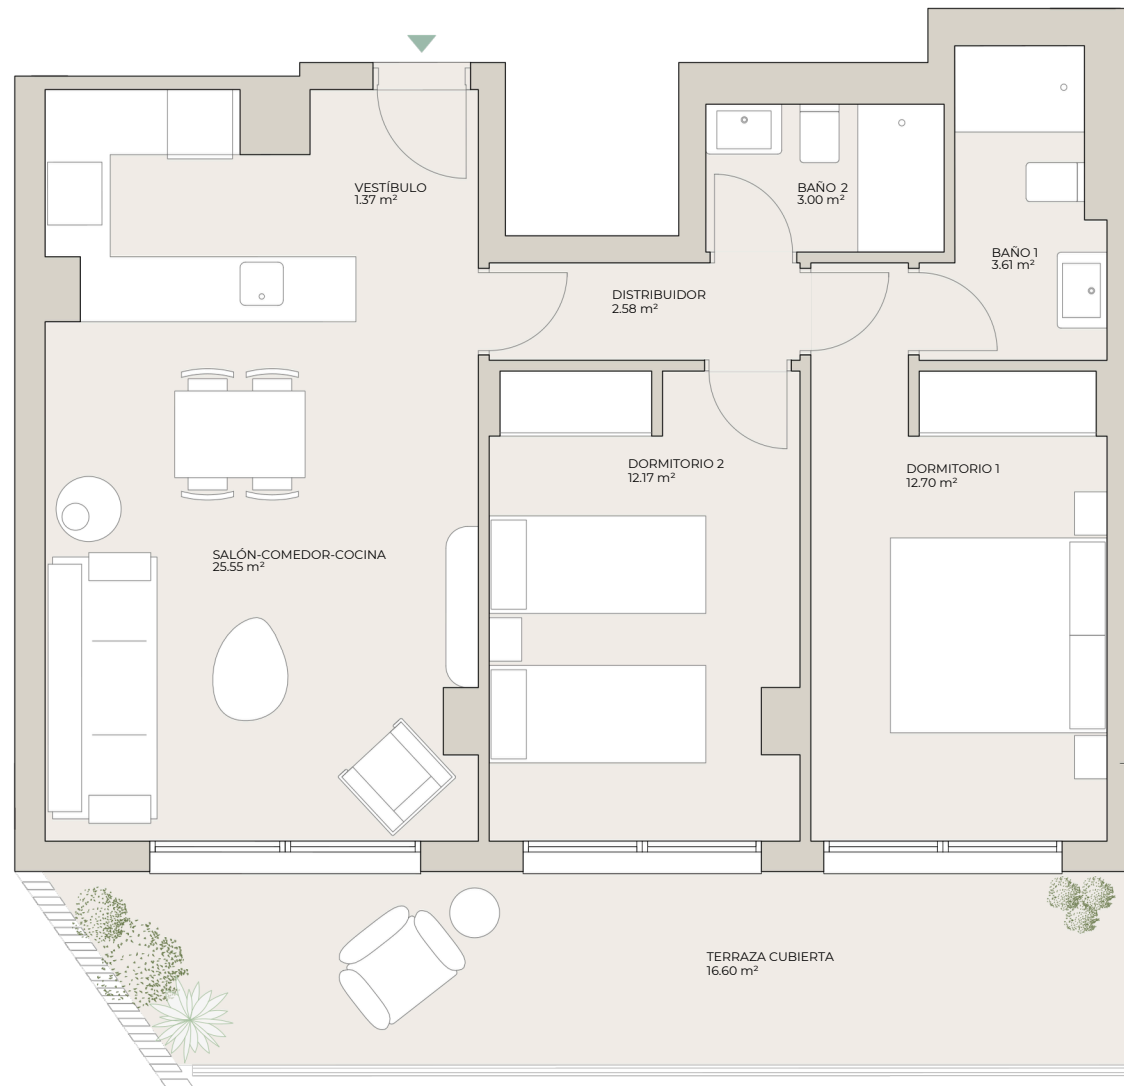 VESTÍBULO
1.37 m²
BAÑO 2
3.00 m²
BAÑO 1
3.61 m²
DISTRIBUIDOR
2.58 m²
DORMITORIO 2
12.17 m²
DORMITORIO 1
12.70 m²
SALÓN-COMEDOR-COCINA
25.55 m²
TERRAZA CUBIERTA
16.60 m²